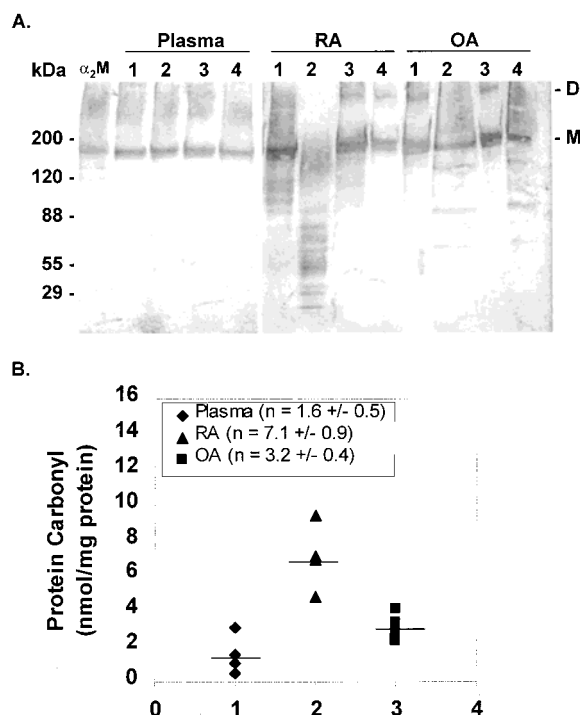 A.
Plasma RA OA
α₂M 1 2 3 4 1 2 3 4 1 2 3 4
kDa
- D
200 -
- M
120 -
88 -
55 -
29 -
B.
16
14
12
10
8
6
4
2
0
Protein Carbonyl
(nmol/mg protein)
Plasma (n = 1.6 +/- 0.5)
RA (n = 7.1 +/- 0.9)
OA (n = 3.2 +/- 0.4)
0 1 2 3 4